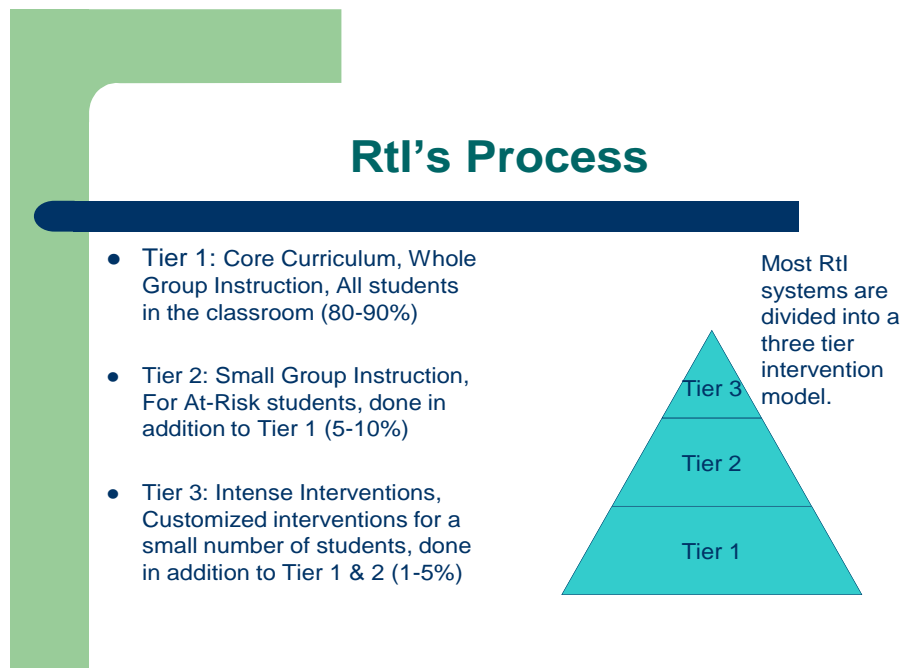 RtI's Process
● Tier 1: Core Curriculum, Whole
Group Instruction, All students
in the classroom (80-90%)
● Tier 2: Small Group Instruction,
For At-Risk students, done in
addition to Tier 1 (5-10%)
● Tier 3: Intense Interventions,
Customized interventions for a
small number of students, done
in addition to Tier 1 & 2 (1-5%)
Most RtI
systems are
divided into a
three tier
intervention
model.
Tier 3
Tier 2
Tier 1